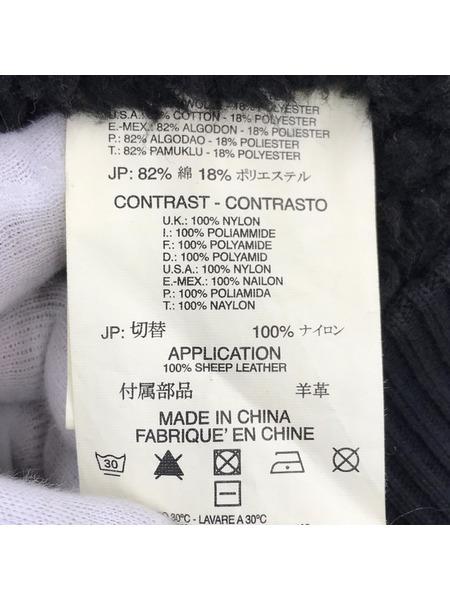 18% POLYESTER
U.S.A.: 82% COTTON - 18% POLYESTER
E.-MEX.: 82% ALGODON - 18% POLIESTER
P.: 82% ALGODAO - 18% POLIESTER
T.: 82% PAMUKLU - 18% POLYESTER
JP: 82% 綿 18% ポリエステル
CONTRAST - CONTRASTO
U.K.: 100% NYLON
I.: 100% POLIAMMIDE
F.: 100% POLYAMIDE
D.: 100% POLYAMID
U.S.A.: 100% NYLON
E.-MEX.: 100% NAILON
P.: 100% POLIAMIDA
T.: 100% NAYLON
JP: 切替 100% ナイロン
APPLICATION
100% SHEEP LEATHER
付属部品 羊革
MADE IN CHINA
FABRIQUE' EN CHINE
30
30°C - LAVARE A 30°C